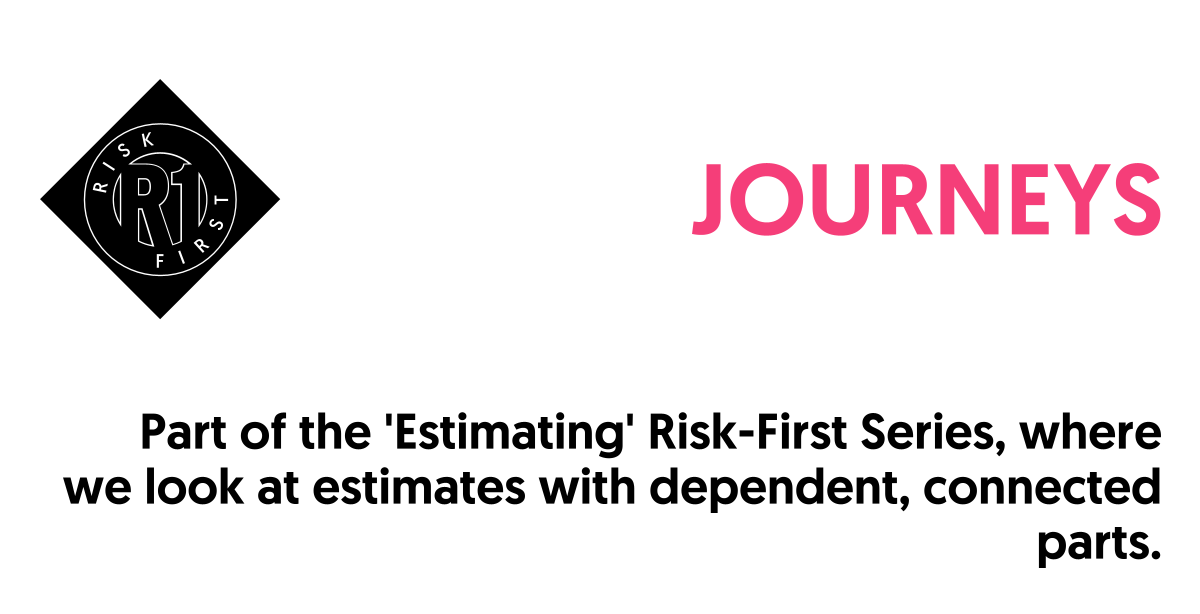 RISK
R1
FIRST
JOURNEYS
Part of the 'Estimating' Risk-First Series, where
we look at estimates with dependent, connected
parts.